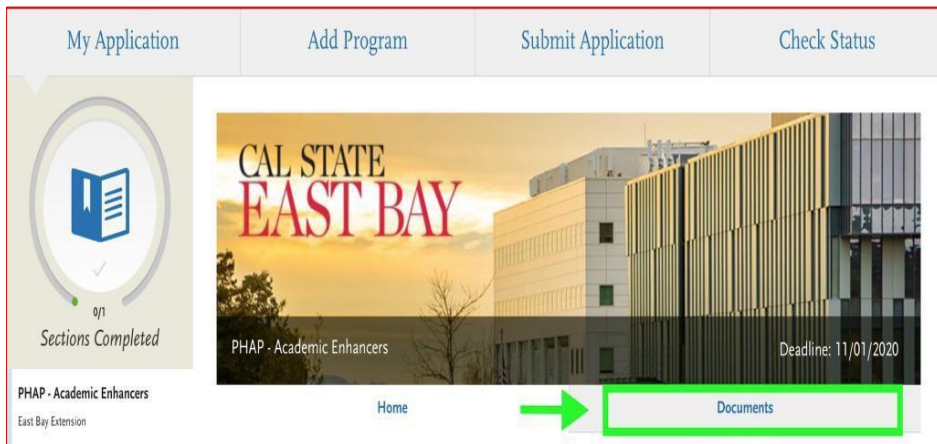 My Application
Add Program
Submit Application
Check Status
CAL STATE
EAST BAY
0/1
Sections Completed
PHAP - Academic Enhancers
Deadline: 11/01/2020
PHAP - Academic Enhancers
East Bay Extension
Home
Documents